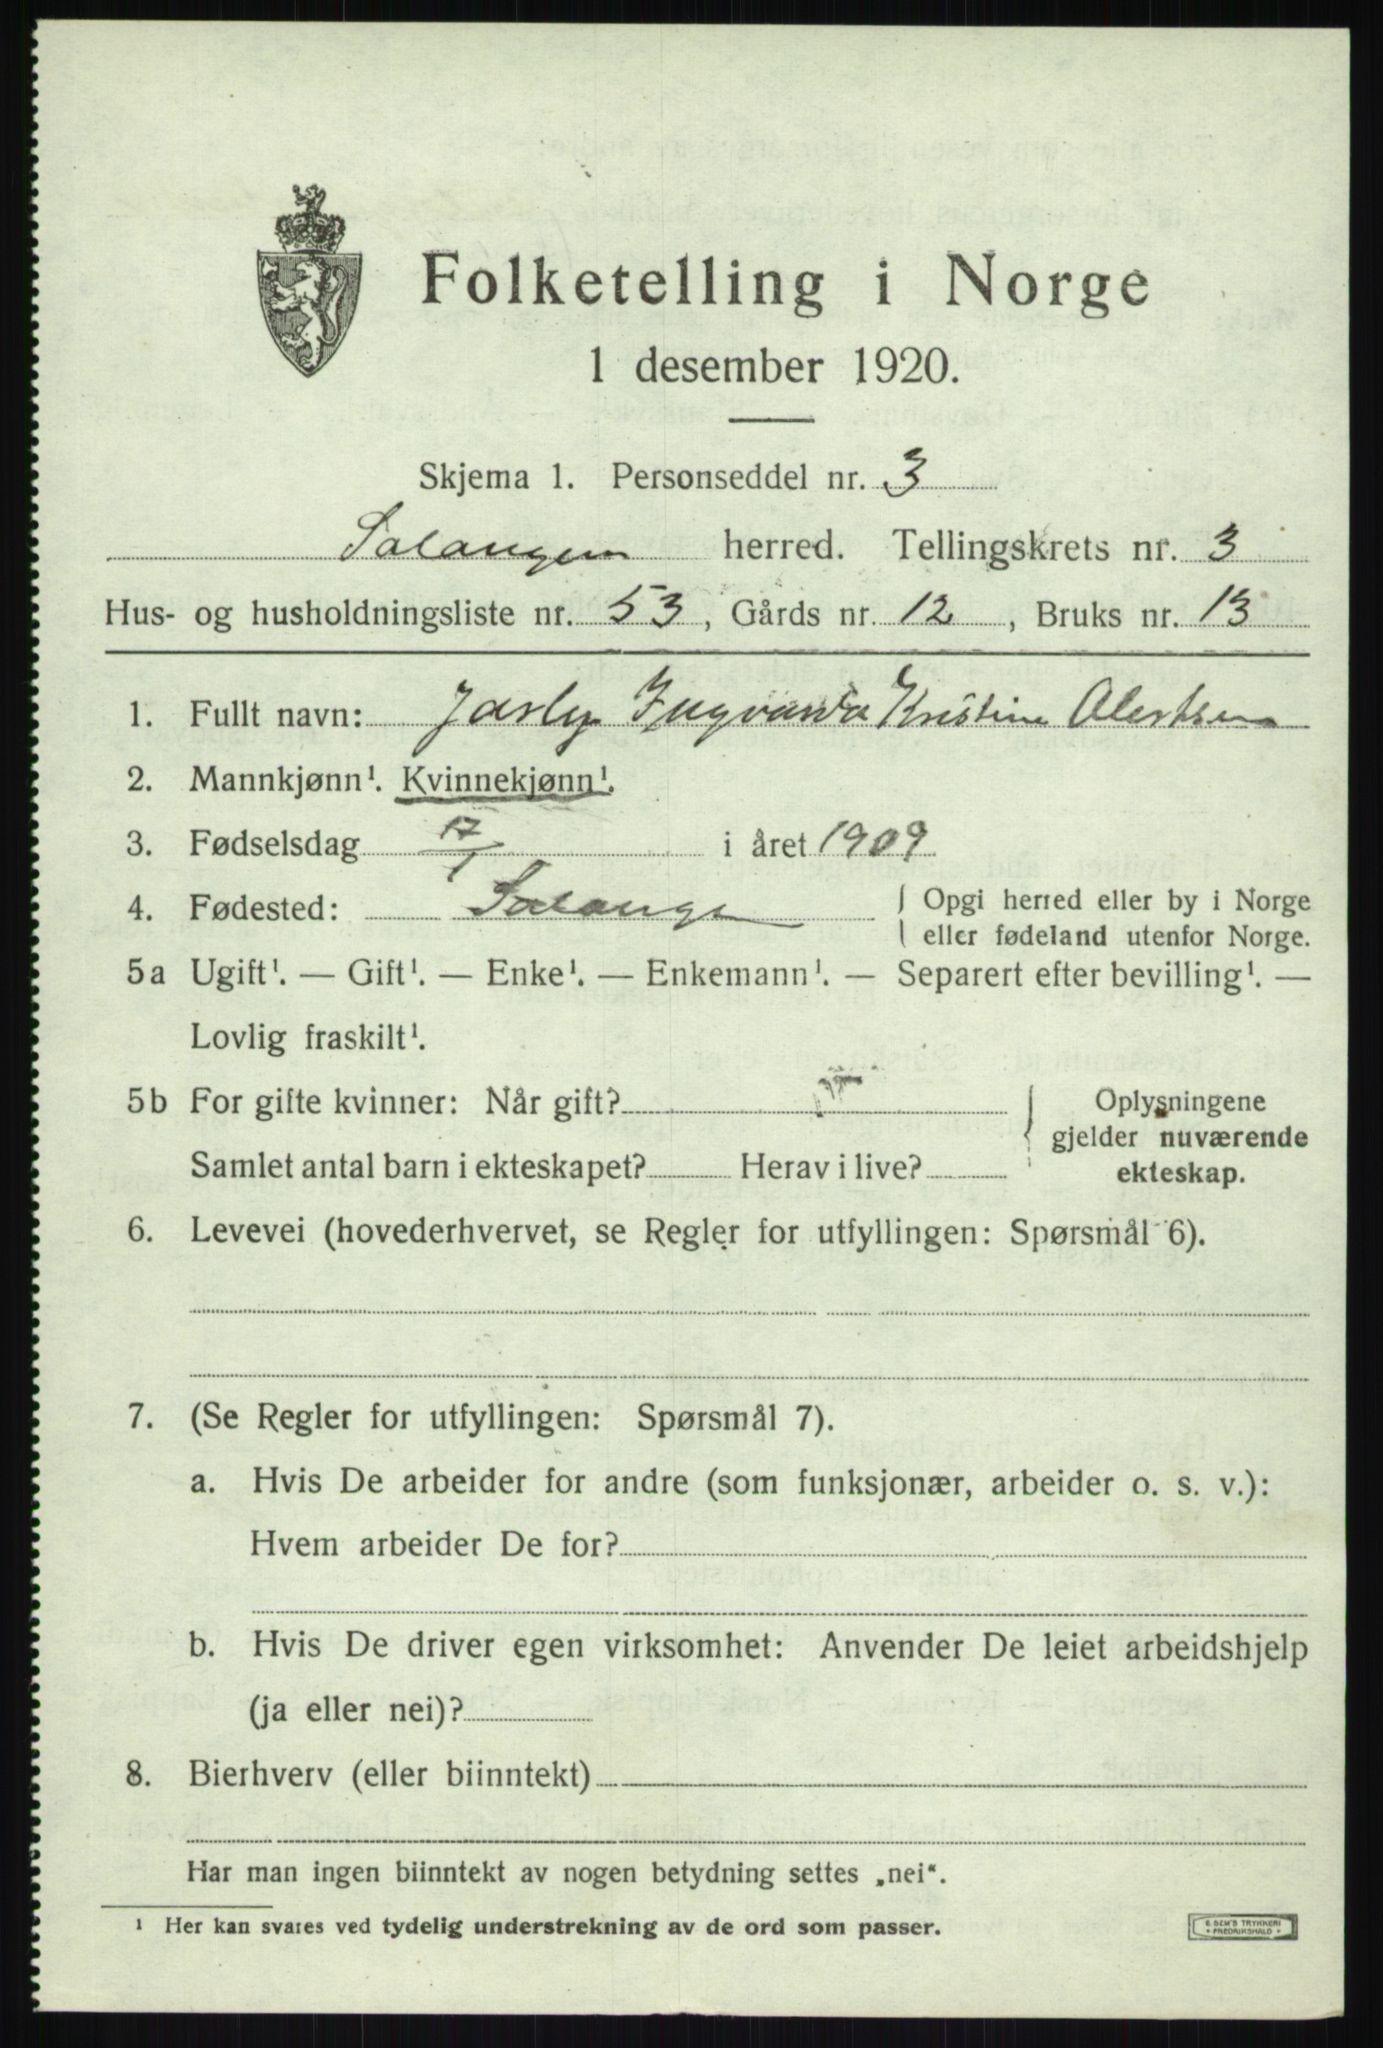 Folketelling i Norge
1 desember 1920.
Skjema 1. Personseddel nr. 3
Salangen herred. Tellingskrets nr. 3
Hus- og husholdningsliste nr. 53, Gårds nr. 12, Bruks nr. 13
1. Fullt navn: Ingvarda Kristine
2. Mannkjønn¹. Kvinnekjønn¹.
3. Fødselsdag 17/1 i året 1909
4. Fødested: Salangen { Opgi herred eller by i Norge
eller fødeland utenfor Norge.
5a Ugift¹. — Gift¹. — Enke¹. — Enkemann¹. — Separert efter bevilling¹. —
Lovlig fraskilt¹.
5b For gifte kvinner: Når gift? } Oplysningene
gjelder nuværende
Samlet antal barn i ekteskapet? Herav i live? ekteskap.
6. Levevei (hovederhvervet, se Regler for utfyllingen: Spørsmål 6).
7. (Se Regler for utfyllingen: Spørsmål 7).
a. Hvis De arbeider for andre (som funksjonær, arbeider o. s. v.):
Hvem arbeider De for?
b. Hvis De driver egen virksomhet: Anvender De leiet arbeidshjelp
(ja eller nei)?
8. Bierhverv (eller biinntekt)
Har man ingen biinntekt av nogen betydning settes „nei“.
¹ Her kan svares ved tydelig understrekning av de ord som passer.
E. SEM'S TRYKKERI
FREDRIKSHALD